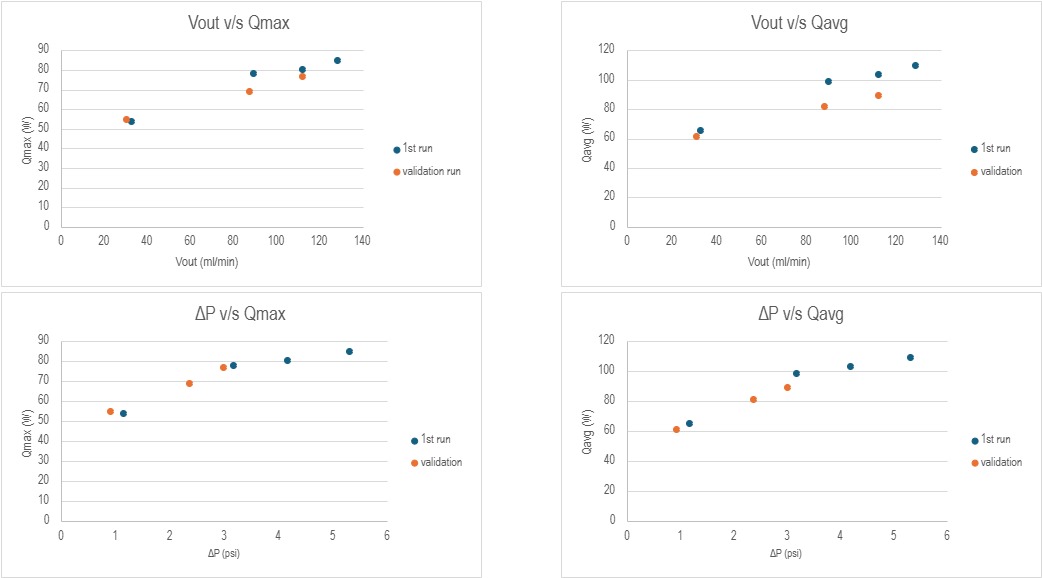 Vout v/s Qmax
90
80
70
60
50
40
30
20
10
0
Qmax (W)
0 20 40 60 80 100 120 140
Vout (ml/min)
1st run
validation run
Vout v/s Qavg
120
100
80
60
40
20
0
Qavg (W)
0 20 40 60 80 100 120 140
Vout (ml/min)
1st run
validation
ΔP v/s Qmax
90
80
70
60
50
40
30
20
10
0
Qmax (W)
0 1 2 3 4 5 6
ΔP (psi)
1st run
validation
ΔP v/s Qavg
120
100
80
60
40
20
0
Qavg (W)
0 1 2 3 4 5 6
ΔP (psi)
1st run
validation